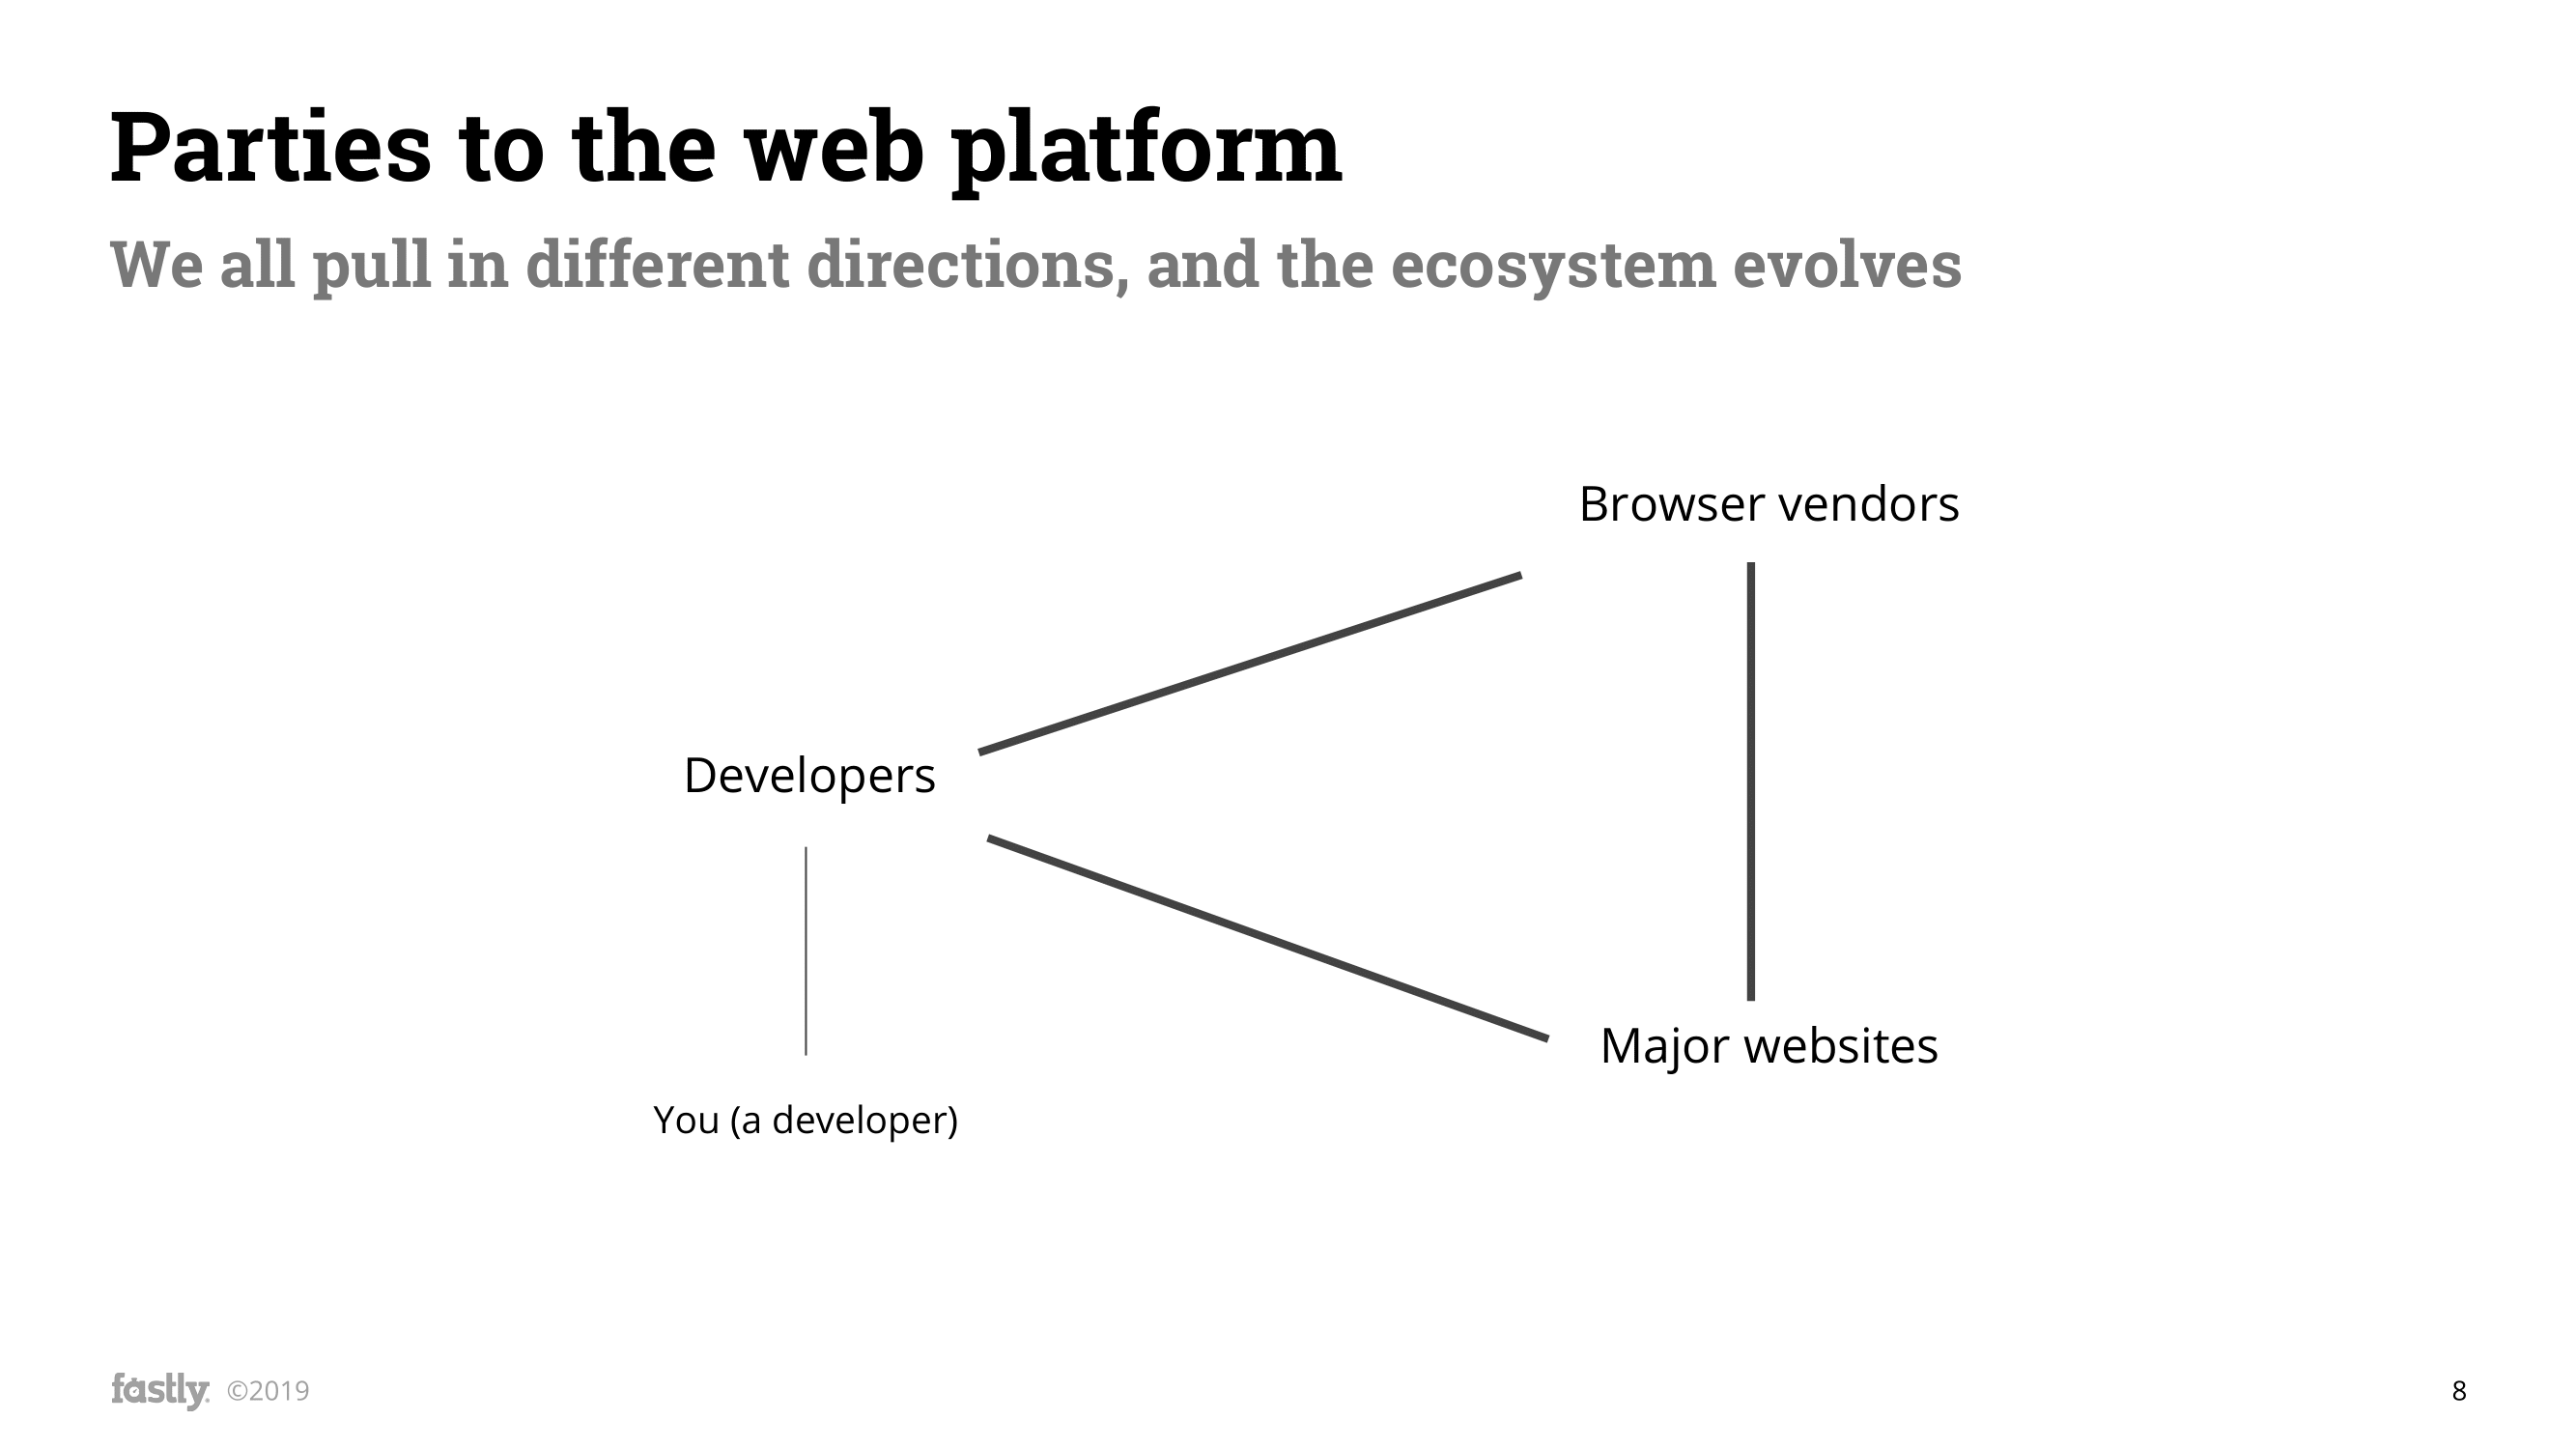 Parties to the web platform
We all pull in different directions, and the ecosystem evolves
Browser vendors
Developers
Major websites
You (a developer)
fastly ©2019
8